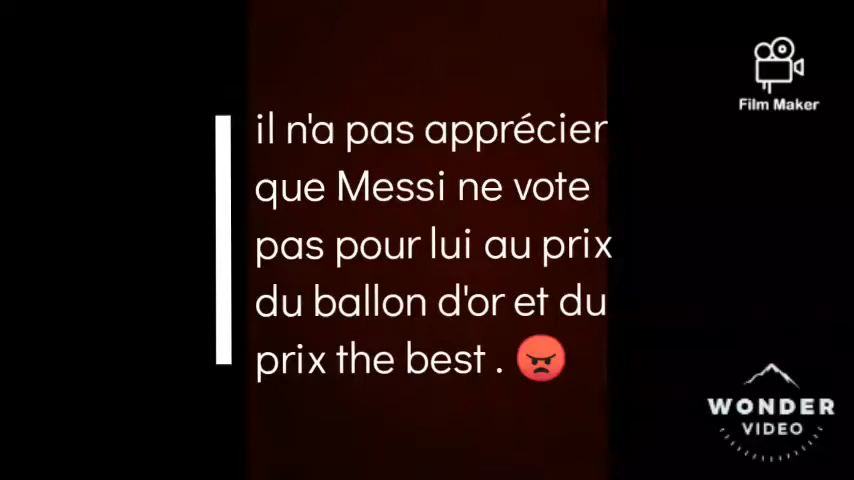 il n'a pas apprécier
que Messi ne vote
pas pour lui au prix
du ballon d'or et du
prix the best . 😡
Film Maker
WONDER
VIDEO